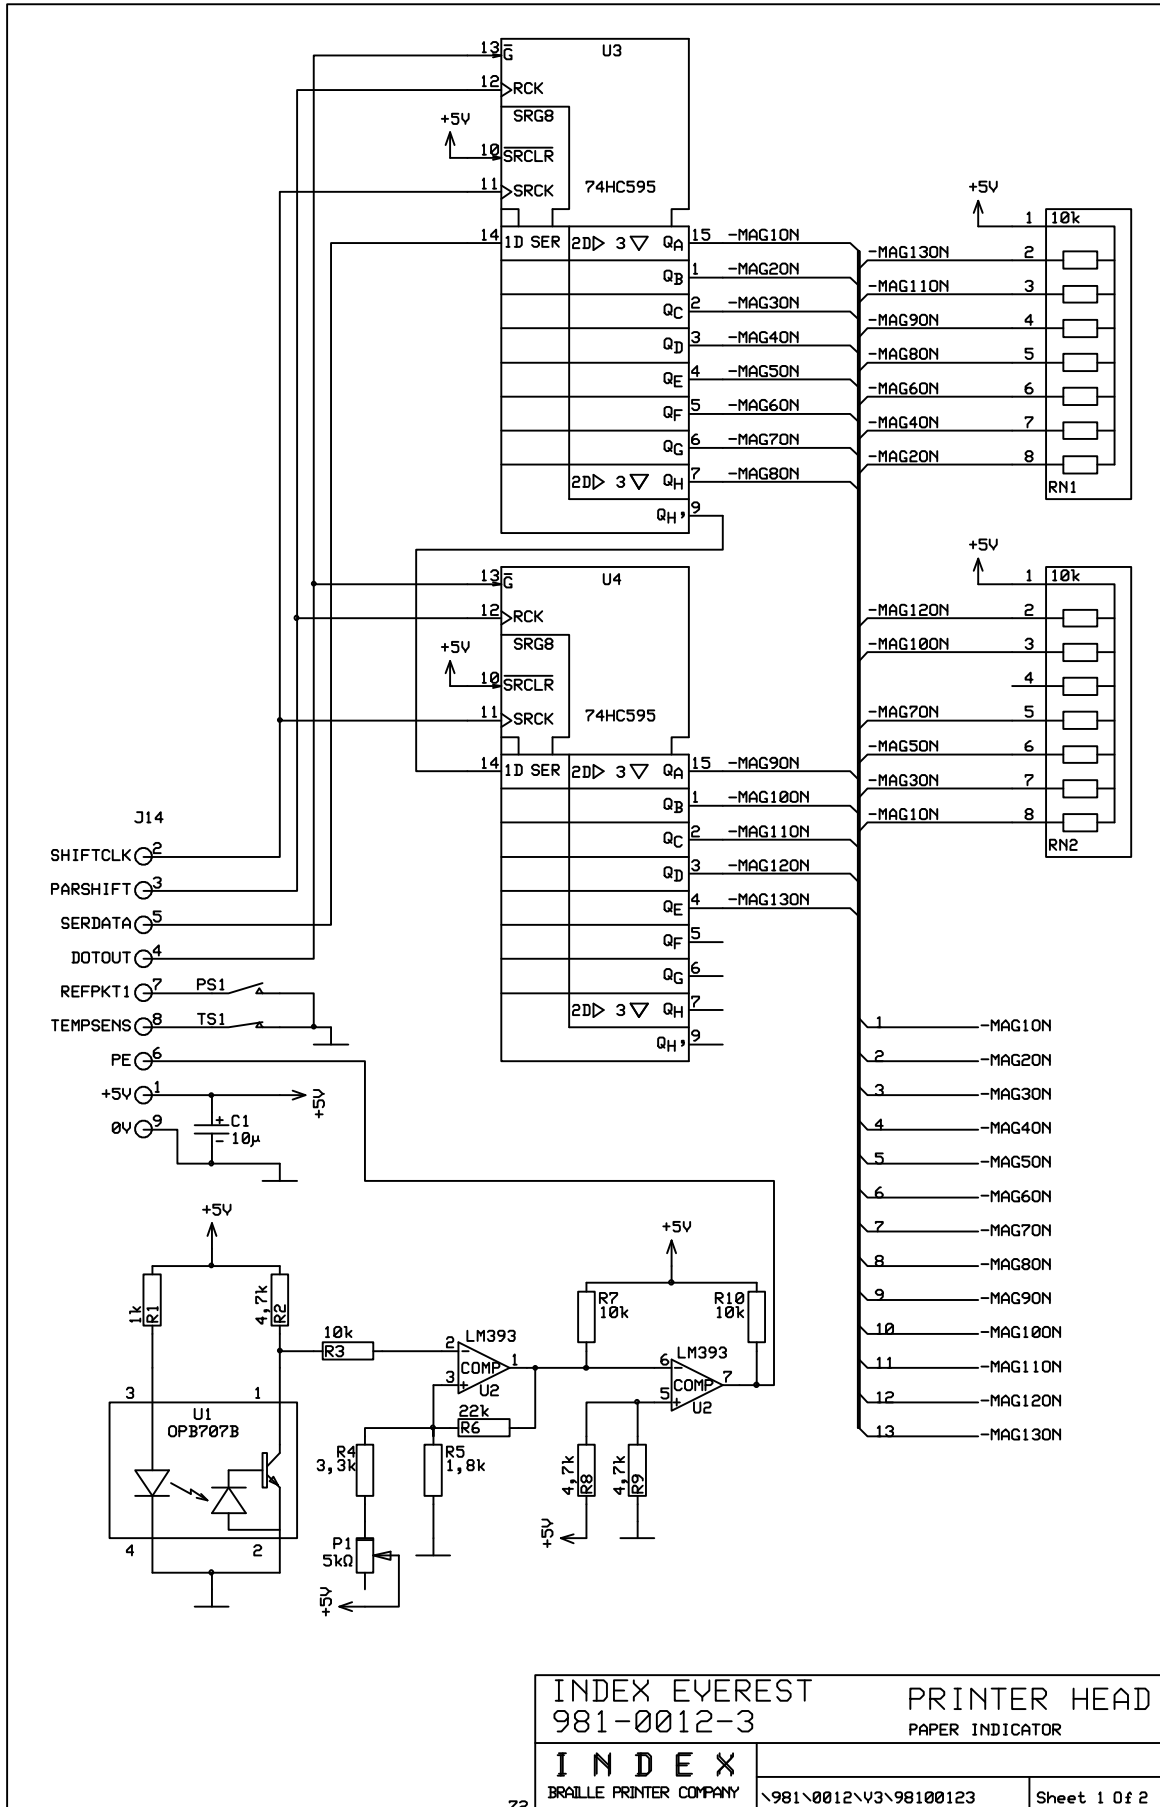 13 G U3
12 RCK
SRG8
+5V
10 SRCLR
11 SRCK 74HC595
14 1D SER 2D 3 QA 15 -MAG1ON
QB 1 -MAG2ON
QC 2 -MAG3ON
QD 3 -MAG4ON
QE 4 -MAG5ON
QF 5 -MAG6ON
QG 6 -MAG7ON
2D 3 QH 7 -MAG8ON
QH' 9
+5V
1 10k
-MAG13ON 2
-MAG11ON 3
-MAG9ON 4
-MAG8ON 5
-MAG6ON 6
-MAG4ON 7
-MAG2ON 8
RN1
13 G U4
12 RCK
SRG8
+5V
10 SRCLR
11 SRCK 74HC595
14 1D SER 2D 3 QA 15 -MAG9ON
QB 1 -MAG10ON
QC 2 -MAG11ON
QD 3 -MAG12ON
QE 4 -MAG13ON
QF 5
QG 6
2D 3 QH 7
QH' 9
+5V
1 10k
-MAG12ON 2
-MAG10ON 3
4
-MAG7ON 5
-MAG5ON 6
-MAG3ON 7
-MAG1ON 8
RN2
J14
SHIFTCLK 2
PARSHIFT 3
SERDATA 5
DOTOUT 4
REFPKT1 7 PS1
TEMPSENS 8 TS1
PE 6
+5V 1 +5V
0V 9 + C1
- 10µ
1 -MAG1ON
2 -MAG2ON
3 -MAG3ON
4 -MAG4ON
5 -MAG5ON
6 -MAG6ON
7 -MAG7ON
8 -MAG8ON
9 -MAG9ON
10 -MAG10ON
11 -MAG11ON
12 -MAG12ON
13 -MAG13ON
+5V
1k R1
4,7k R2
10k
R3
2 - LM393
COMP 1
3 + U2
22k
R6
R4
3,3k
R5
1,8k
P1
5kΩ
+5V
3 1
U1
OPB707B
4 2
+5V
R7
10k
R10
10k
6 - LM393
COMP 7
5 + U2
4,7k R8
4,7k R9
+5V
INDEX EVEREST
981-0012-3
PRINTER HEAD
PAPER INDICATOR
INDEX
BRAILLE PRINTER COMPANY
\981\0012\V3\98100123
Sheet 1 Of 2